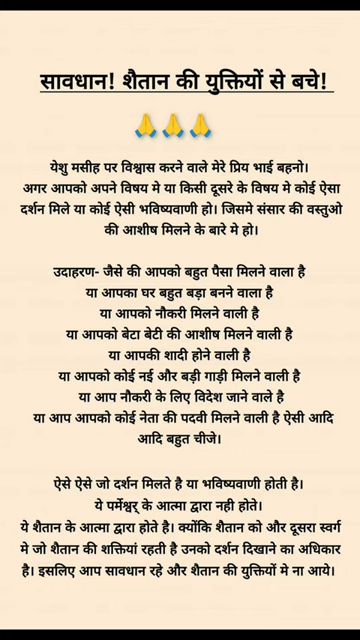 सावधान! शैतान की युक्तियों से बचे!
🙏🙏🙏
येशु मसीह पर विश्वास करने वाले मेरे प्रिय भाई बहनो।
अगर आपको अपने विषय मे या किसी दूसरे के विषय मे कोई ऐसा
दर्शन मिले या कोई ऐसी भविष्यवाणी हो। जिसमे संसार की वस्तुओ
की आशीष मिलने के बारे मे हो।
उदाहरण- जैसे की आपको बहुत पैसा मिलने वाला है
या आपका घर बहुत बड़ा बनने वाला है
या आपको नौकरी मिलने वाली है
या आपको बेटा बेटी की आशीष मिलने वाली है
या आपकी शादी होने वाली है
या आपको कोई नई और बड़ी गाड़ी मिलने वाली है
या आप नौकरी के लिए विदेश जाने वाले है
या आप आपको कोई नेता की पदवी मिलने वाली है ऐसी आदि
आदि बहुत चीजे।
ऐसे ऐसे जो दर्शन मिलते है या भविष्यवाणी होती है।
ये पर्मेश्वर् के आत्मा द्वारा नही होते।
ये शैतान के आत्मा द्वारा होते है। क्योंकि शैतान को और दूसरा स्वर्ग
मे जो शैतान की शक्तियां रहती है उनको दर्शन दिखाने का अधिकार
है। इसलिए आप सावधान रहे और शैतान की युक्तियों मे ना आये।